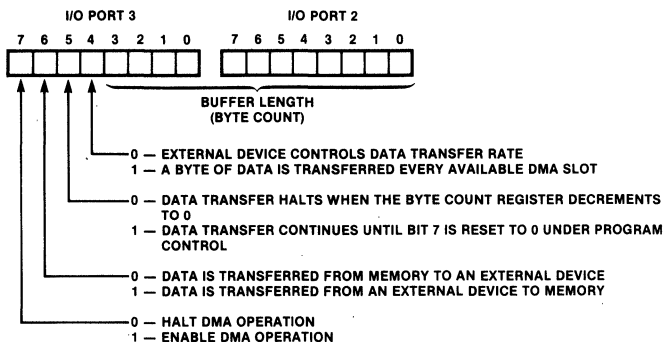 I/O PORT 3 I/O PORT 2
7 6 5 4 3 2 1 0 7 6 5 4 3 2 1 0
BUFFER LENGTH
(BYTE COUNT)
0 — EXTERNAL DEVICE CONTROLS DATA TRANSFER RATE
1 — A BYTE OF DATA IS TRANSFERRED EVERY AVAILABLE DMA SLOT
0 — DATA TRANSFER HALTS WHEN THE BYTE COUNT REGISTER DECREMENTS
TO 0
1 — DATA TRANSFER CONTINUES UNTIL BIT 7 IS RESET TO 0 UNDER PROGRAM
CONTROL
0 — DATA IS TRANSFERRED FROM MEMORY TO AN EXTERNAL DEVICE
1 — DATA IS TRANSFERRED FROM AN EXTERNAL DEVICE TO MEMORY
0 — HALT DMA OPERATION
1 — ENABLE DMA OPERATION